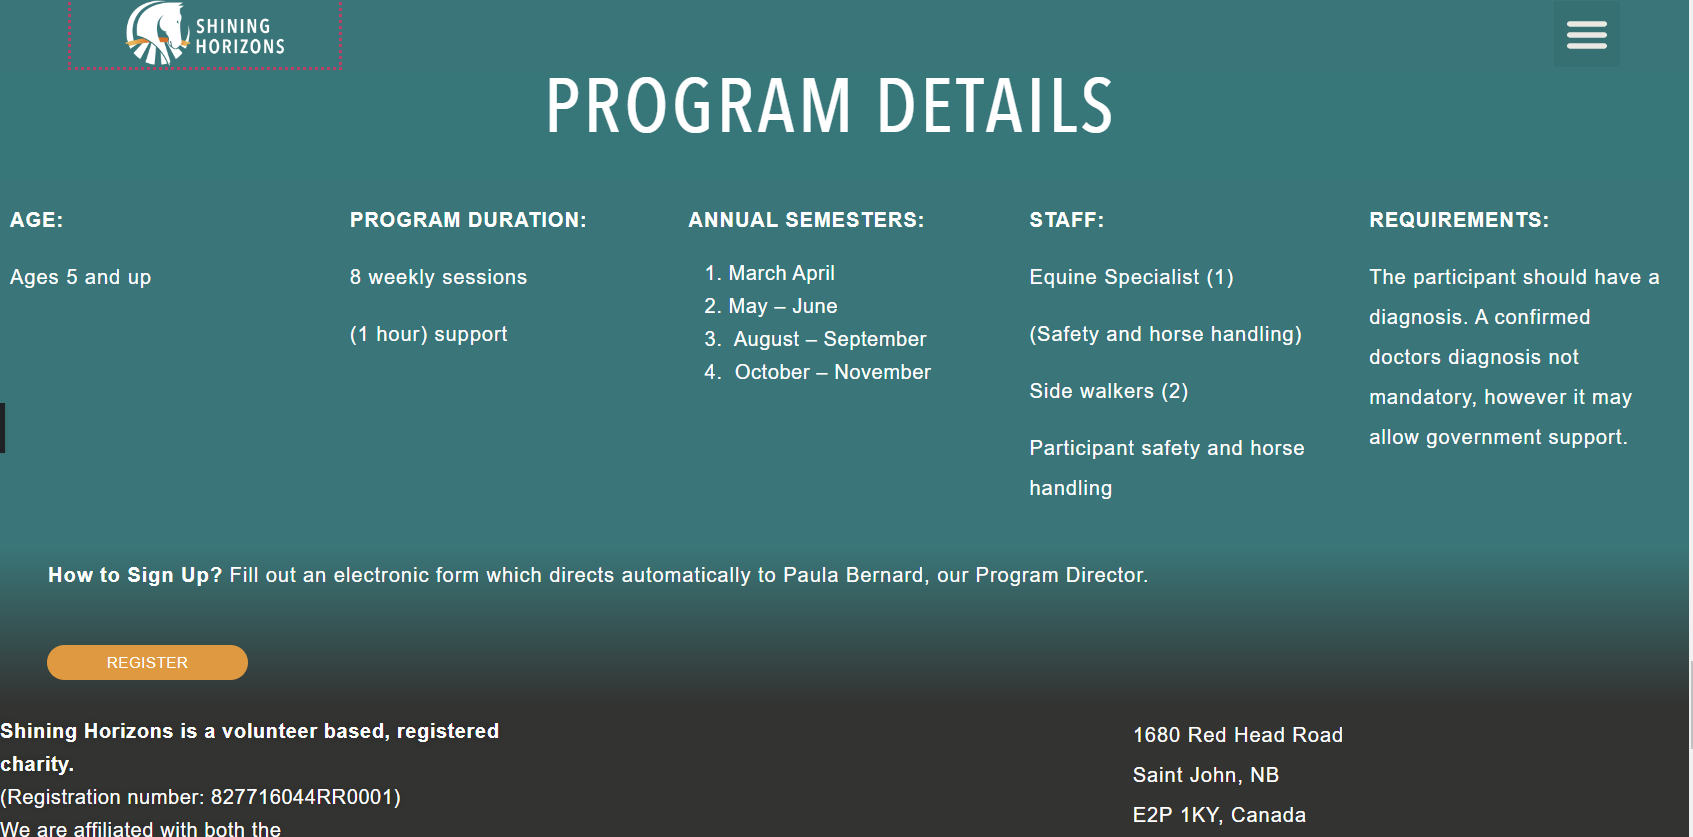 SHINING
HORIZONS
PROGRAM DETAILS
AGE:
Ages 5 and up
PROGRAM DURATION:
8 weekly sessions
(1 hour) support
ANNUAL SEMESTERS:
1. March April
2. May – June
3. August – September
4. October – November
STAFF:
Equine Specialist (1)
(Safety and horse handling)
Side walkers (2)
Participant safety and horse
handling
REQUIREMENTS:
The participant should have a
diagnosis. A confirmed
doctors diagnosis not
mandatory, however it may
allow government support.
How to Sign Up? Fill out an electronic form which directs automatically to Paula Bernard, our Program Director.
REGISTER
Shining Horizons is a volunteer based, registered
charity.
(Registration number: 827716044RR0001)
We are affiliated with both the
1680 Red Head Road
Saint John, NB
E2P 1KY, Canada